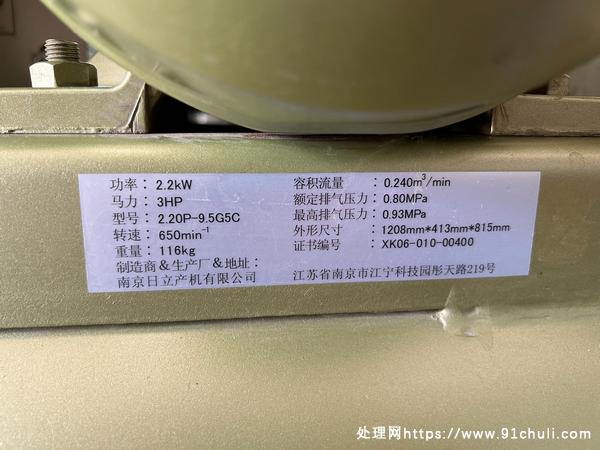 功率： 2.2kW
马力： 3HP
型号： 2.20P-9.5G5C
转速： 650min⁻¹
重量： 116kg
制造商&生产厂&地址：
南京日立产机有限公司
容积流量 ： 0.240m³/min
额定排气压力： 0.80MPa
最高排气压力： 0.93MPa
外形尺寸 ： 1208mm*413mm*815mm
证书编号 ： XK06-010-00400
江苏省南京市江宁科技园彤天路219号
处理网https://www.91chuli.com